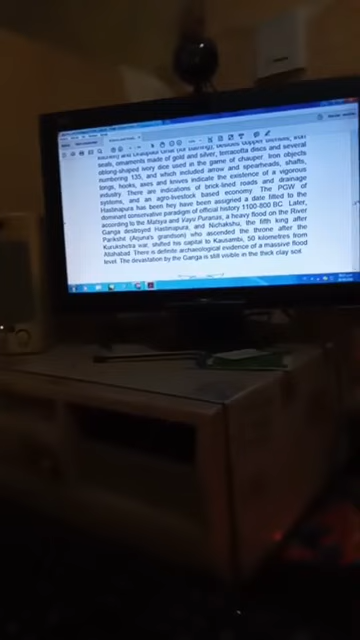 seals, ornaments made of gold and silver, terracotta discs and several
oblong-shaped ivory dice used in the game of chauper. Iron objects
numbering 135, and which included arrow and spearheads, shafts,
tongs, hooks, axes and knives indicate the existence of a vigorous
industry. There are indications of brick-lined roads and drainage
systems, and an agro-livestock based economy. The PGW of
Hastinapura has been hey have been assigned a date fitted to the
dominant conservative paradigm of official history 1100-800 BC Later,
according to the Matsya and Vayu Puranas, a heavy flood on the River
Ganga destroyed Hastinapura, and Nichakshu, the fifth king after
Parikshit (Arjuna's grandson) who ascended the throne after the
Kurukshetra war, shifted his capital to Kausambi, 50 kilometres from
Allahabad. There is definite archaeological evidence of a massive flood
level. The devastation by the Ganga is still visible in the thick clay soil